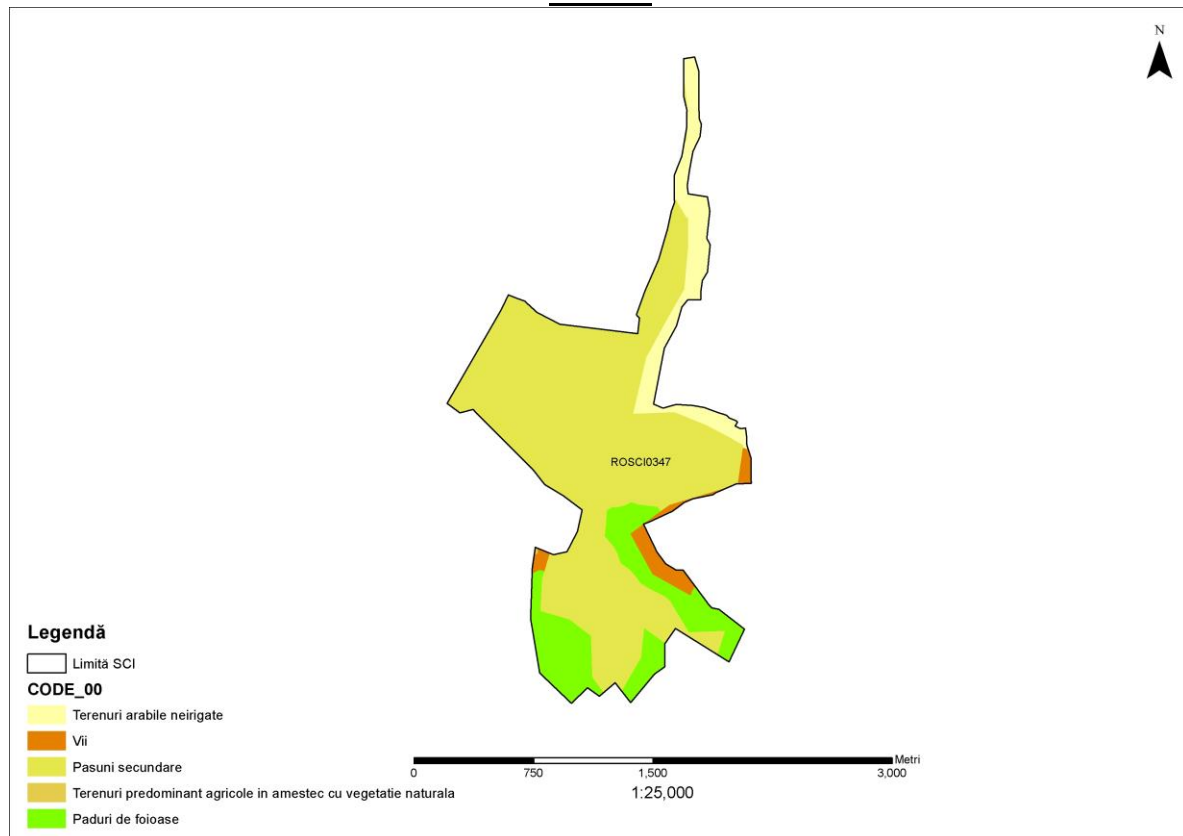 N
ROSCI0347
Legendă
Limită SCI
CODE_00
Terenuri arabile neirigate
Vii
Pasuni secundare
Terenuri predominant agricole in amestec cu vegetatie naturala
Paduri de foioase
Metri
0 750 1,500 3,000
1:25,000